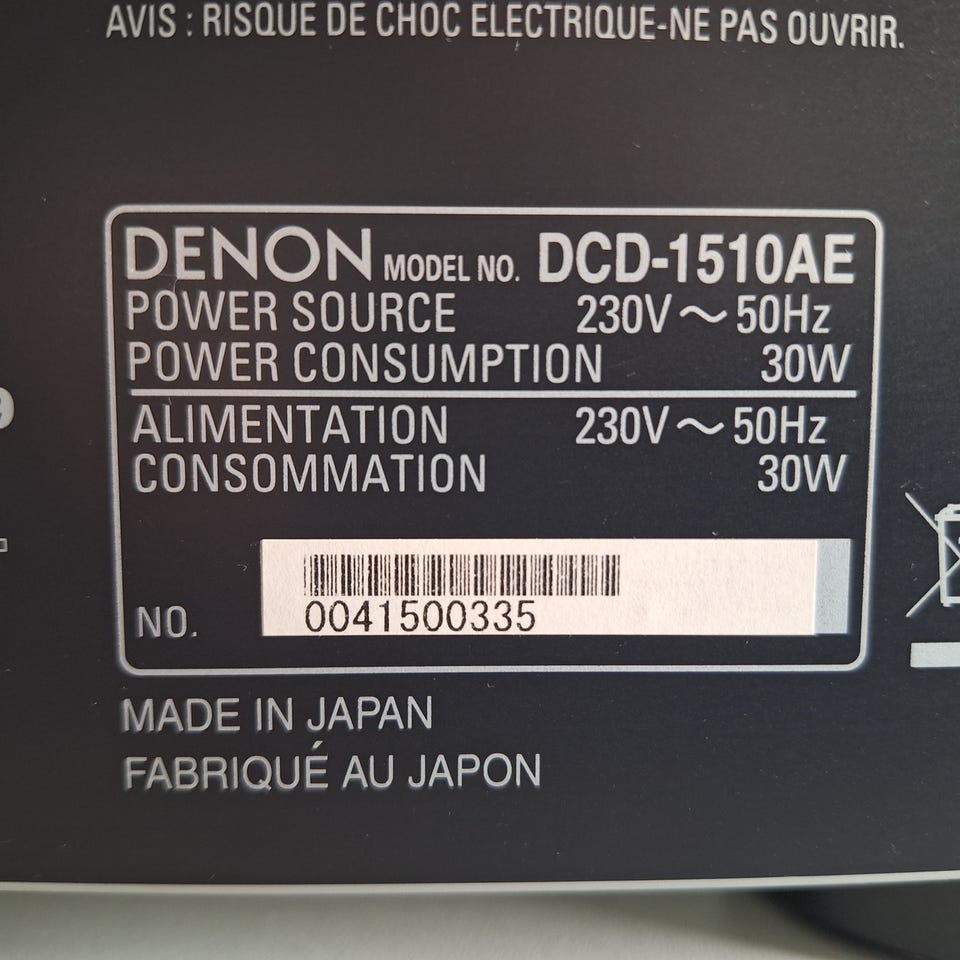 AVIS : RISQUE DE CHOC ELECTRIQUE-NE PAS OUVRIR.
DENON MODEL NO. DCD-1510AE
POWER SOURCE 230V ~ 50Hz
POWER CONSUMPTION 30W
ALIMENTATION 230V ~ 50Hz
CONSOMMATION 30W
NO. 0041500335
MADE IN JAPAN
FABRIQUÉ AU JAPON